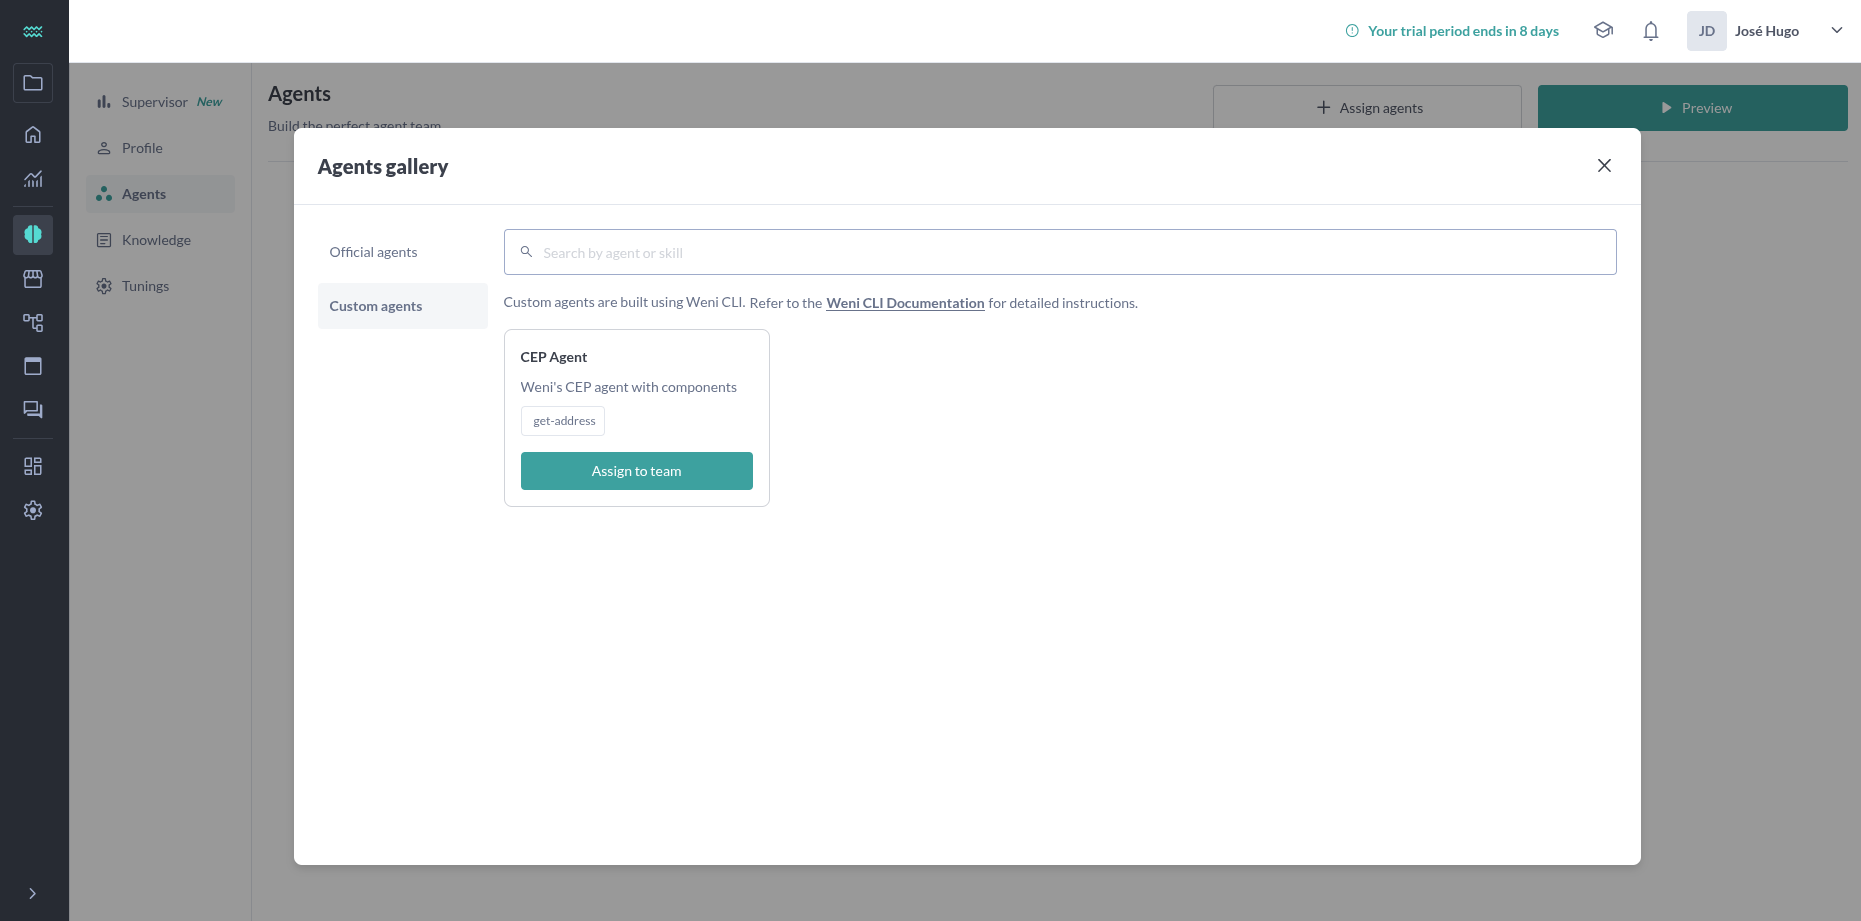 Your trial period ends in 8 days
JD
José Hugo
Supervisor New
Profile
Agents
Knowledge
Tunings
Agents
Build the perfect agent team
Assign agents
Preview
Agents gallery
Official agents
Custom agents
Search by agent or skill
Custom agents are built using Weni CLI. Refer to the Weni CLI Documentation for detailed instructions.
CEP Agent
Weni's CEP agent with components
get-address
Assign to team